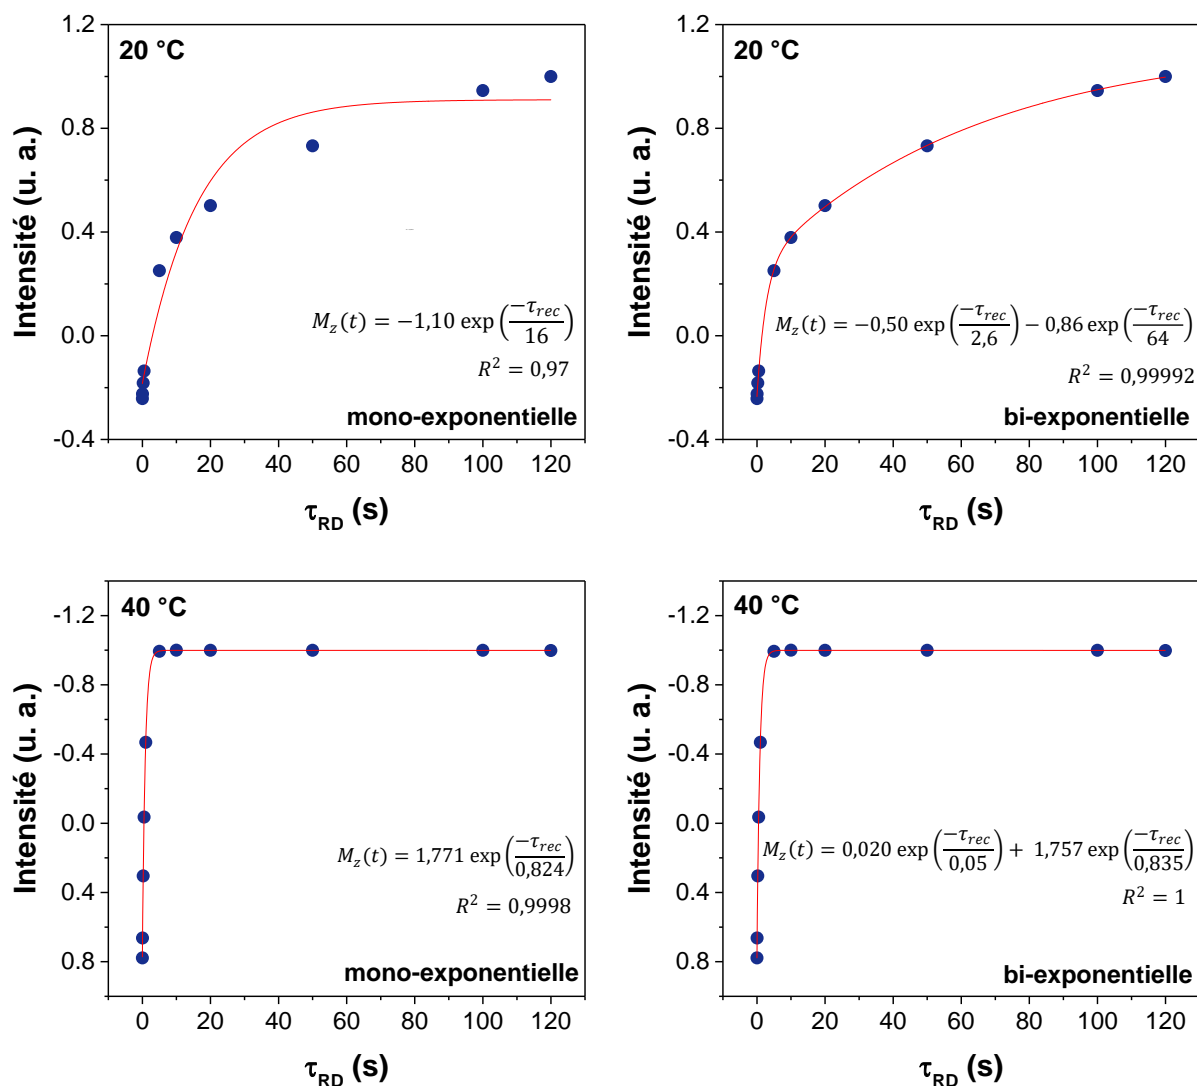 20 °C
Intensité (u. a.)
1.2
0.8
0.4
0.0
-0.4
M_z(t) = −1,10 exp(−τ_rec/16)
R² = 0,97
mono-exponentielle
0 20 40 60 80 100 120
τ_RD (s)
20 °C
Intensité (u. a.)
1.2
0.8
0.4
0.0
-0.4
M_z(t) = −0,50 exp(−τ_rec/2,6) − 0,86 exp(−τ_rec/64)
R² = 0,99992
bi-exponentielle
0 20 40 60 80 100 120
τ_RD (s)
40 °C
Intensité (u. a.)
-1.2
-0.8
-0.4
0.0
0.4
0.8
M_z(t) = 1,771 exp(−τ_rec/0,824)
R² = 0,9998
mono-exponentielle
0 20 40 60 80 100 120
τ_RD (s)
40 °C
Intensité (u. a.)
-1.2
-0.8
-0.4
0.0
0.4
0.8
M_z(t) = 0,020 exp(−τ_rec/0,05) + 1,757 exp(−τ_rec/0,835)
R² = 1
bi-exponentielle
0 20 40 60 80 100 120
τ_RD (s)